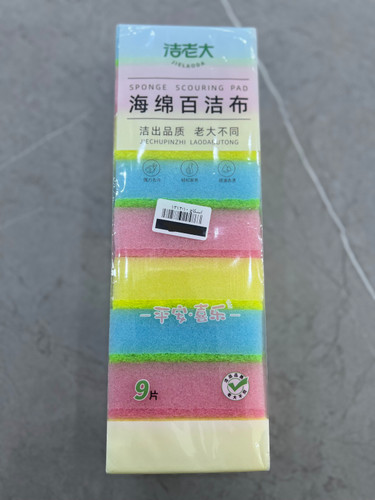 洁老大
JIELAODA
SPONGE SCOURING PAD
海绵百洁布
洁出品质 老大不同
JIECHUPINZHI LAODABUTONG
平安·喜乐
9片